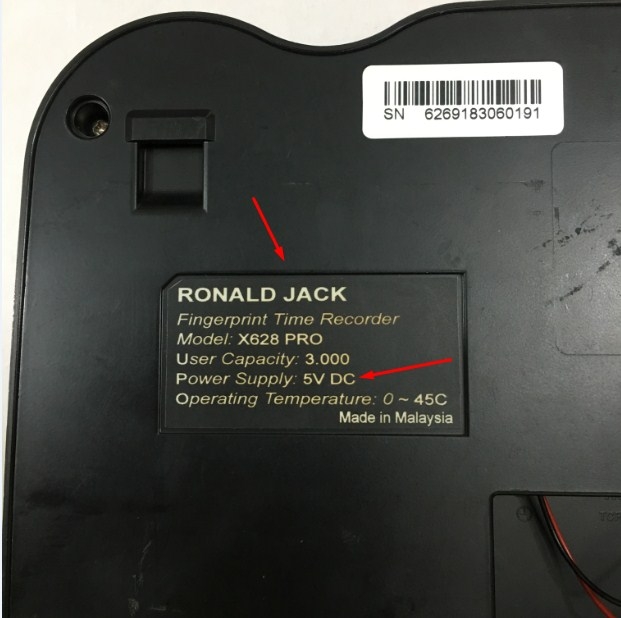 SN 6269183060191
RONALD JACK
Fingerprint Time Recorder
Model: X628 PRO
User Capacity: 3.000
Power Supply: 5V DC
Operating Temperature: 0 ~ 45C
Made in Malaysia